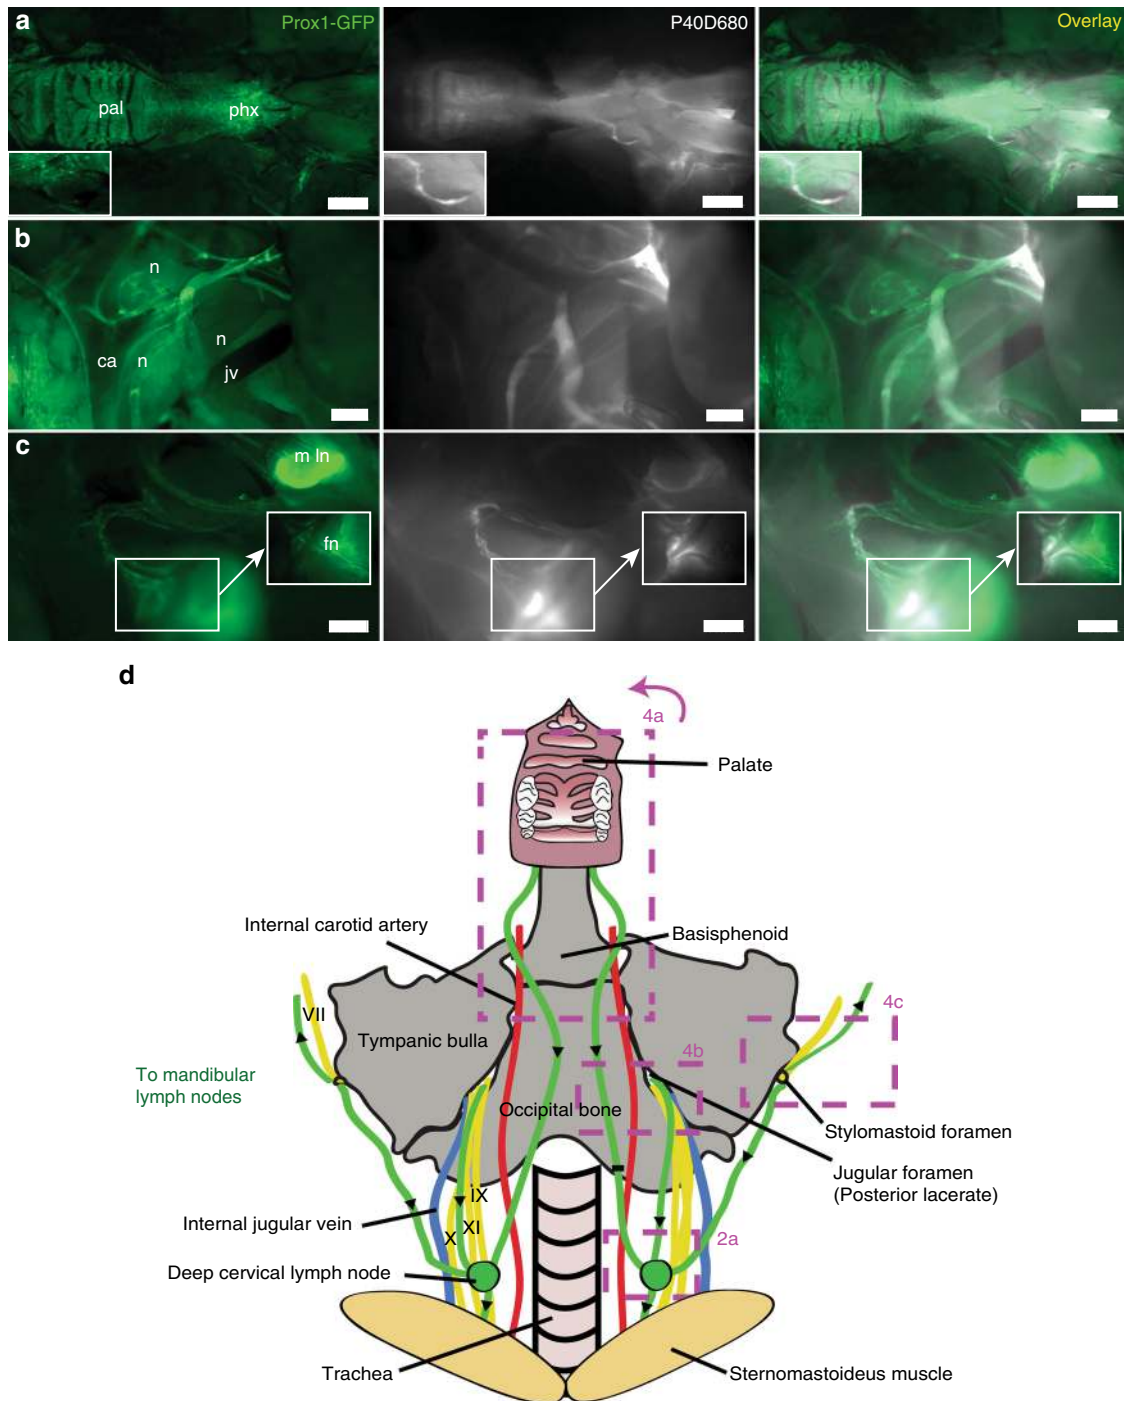 a
Prox1-GFP
P40D680
Overlay
pal
phx
b
n
n
ca
n
jv
c
m ln
fn
d
4a
Palate
Internal carotid artery
Basisphenoid
4c
VII
Tympanic bulla
4b
To mandibular
lymph nodes
Occipital bone
Stylomastoid foramen
Jugular foramen
(Posterior lacerate)
IX
Internal jugular vein
X
XI
2a
Deep cervical lymph node
Trachea
Sternomastoideus muscle